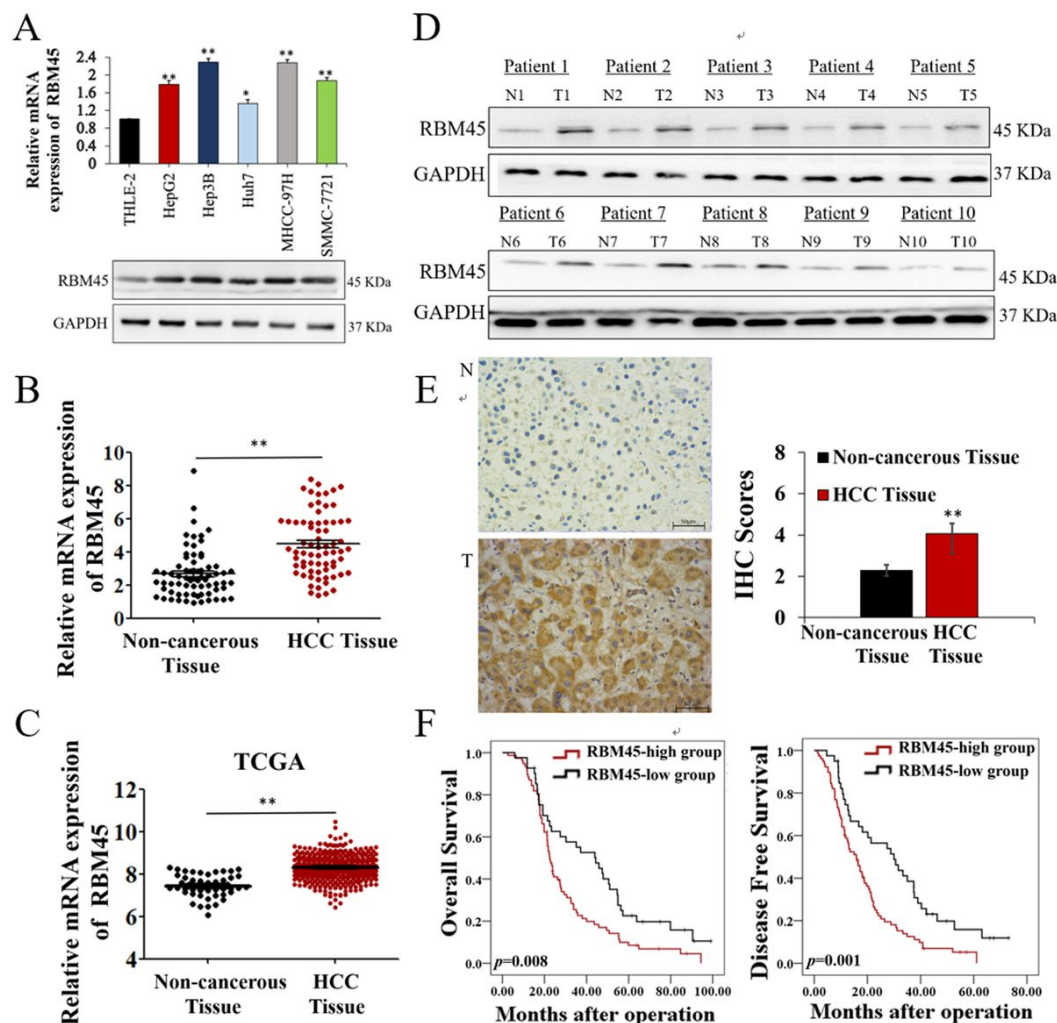 A
Relative mRNA
expression of RBM45
2.4
2
1.6
1.2
0.8
0.4
0
**
**
*
**
**
THLE-2
HepG2
Hep3B
Huh7
MHCC-97H
SMMC-7721
RBM45
45 KDa
GAPDH
37 KDa
B
Relative mRNA expression
of RBM45
10
8
6
4
2
0
**
Non-cancerous
Tissue
HCC Tissue
C
TCGA
Relative mRNA expression
of RBM45
12
10
8
6
4
**
Non-cancerous
Tissue
HCC
Tissue
D
Patient 1 Patient 2 Patient 3 Patient 4 Patient 5
N1 T1 N2 T2 N3 T3 N4 T4 N5 T5
RBM45
45 KDa
GAPDH
37 KDa
Patient 6 Patient 7 Patient 8 Patient 9 Patient 10
N6 T6 N7 T7 N8 T8 N9 T9 N10 T10
RBM45
45 KDa
GAPDH
37 KDa
E
N
50μm
T
IHC Scores
8
6
4
2
0
Non-cancerous Tissue
HCC Tissue
**
Non-cancerous
Tissue
HCC
Tissue
F
Overall Survival
1.0
0.8
0.6
0.4
0.2
0.0
RBM45-high group
RBM45-low group
p=0.008
0.00 20.00 40.00 60.00 80.00 100.00
Months after operation
Disease Free Survival
1.0
0.8
0.6
0.4
0.2
0.0
RBM45-high group
RBM45-low group
p=0.001
0.00 20.00 40.00 60.00 80.00
Months after operation